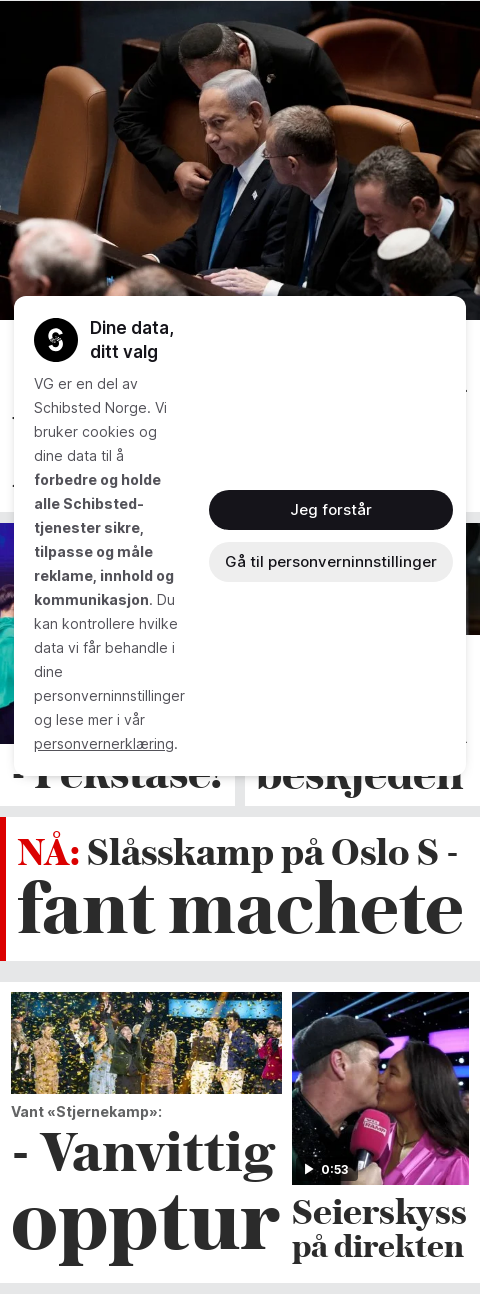 Dine data,
ditt valg
VG er en del av
Schibsted Norge. Vi
bruker cookies og
dine data til å
forbedre og holde
alle Schibsted-
tjenester sikre,
tilpasse og måle
reklame, innhold og
kommunikasjon. Du
kan kontrollere hvilke
data vi får behandle i
dine
personverninnstillinger
og lese mer i vår
personvernerklæring.
Jeg forstår
Gå til personverninnstillinger
- I ekstase!
beskjeden
NÅ: Slåsskamp på Oslo S -
fant machete
Vant «Stjernekamp»:
- Vanvittig
opptur
0:53
Seierskyss
på direkten